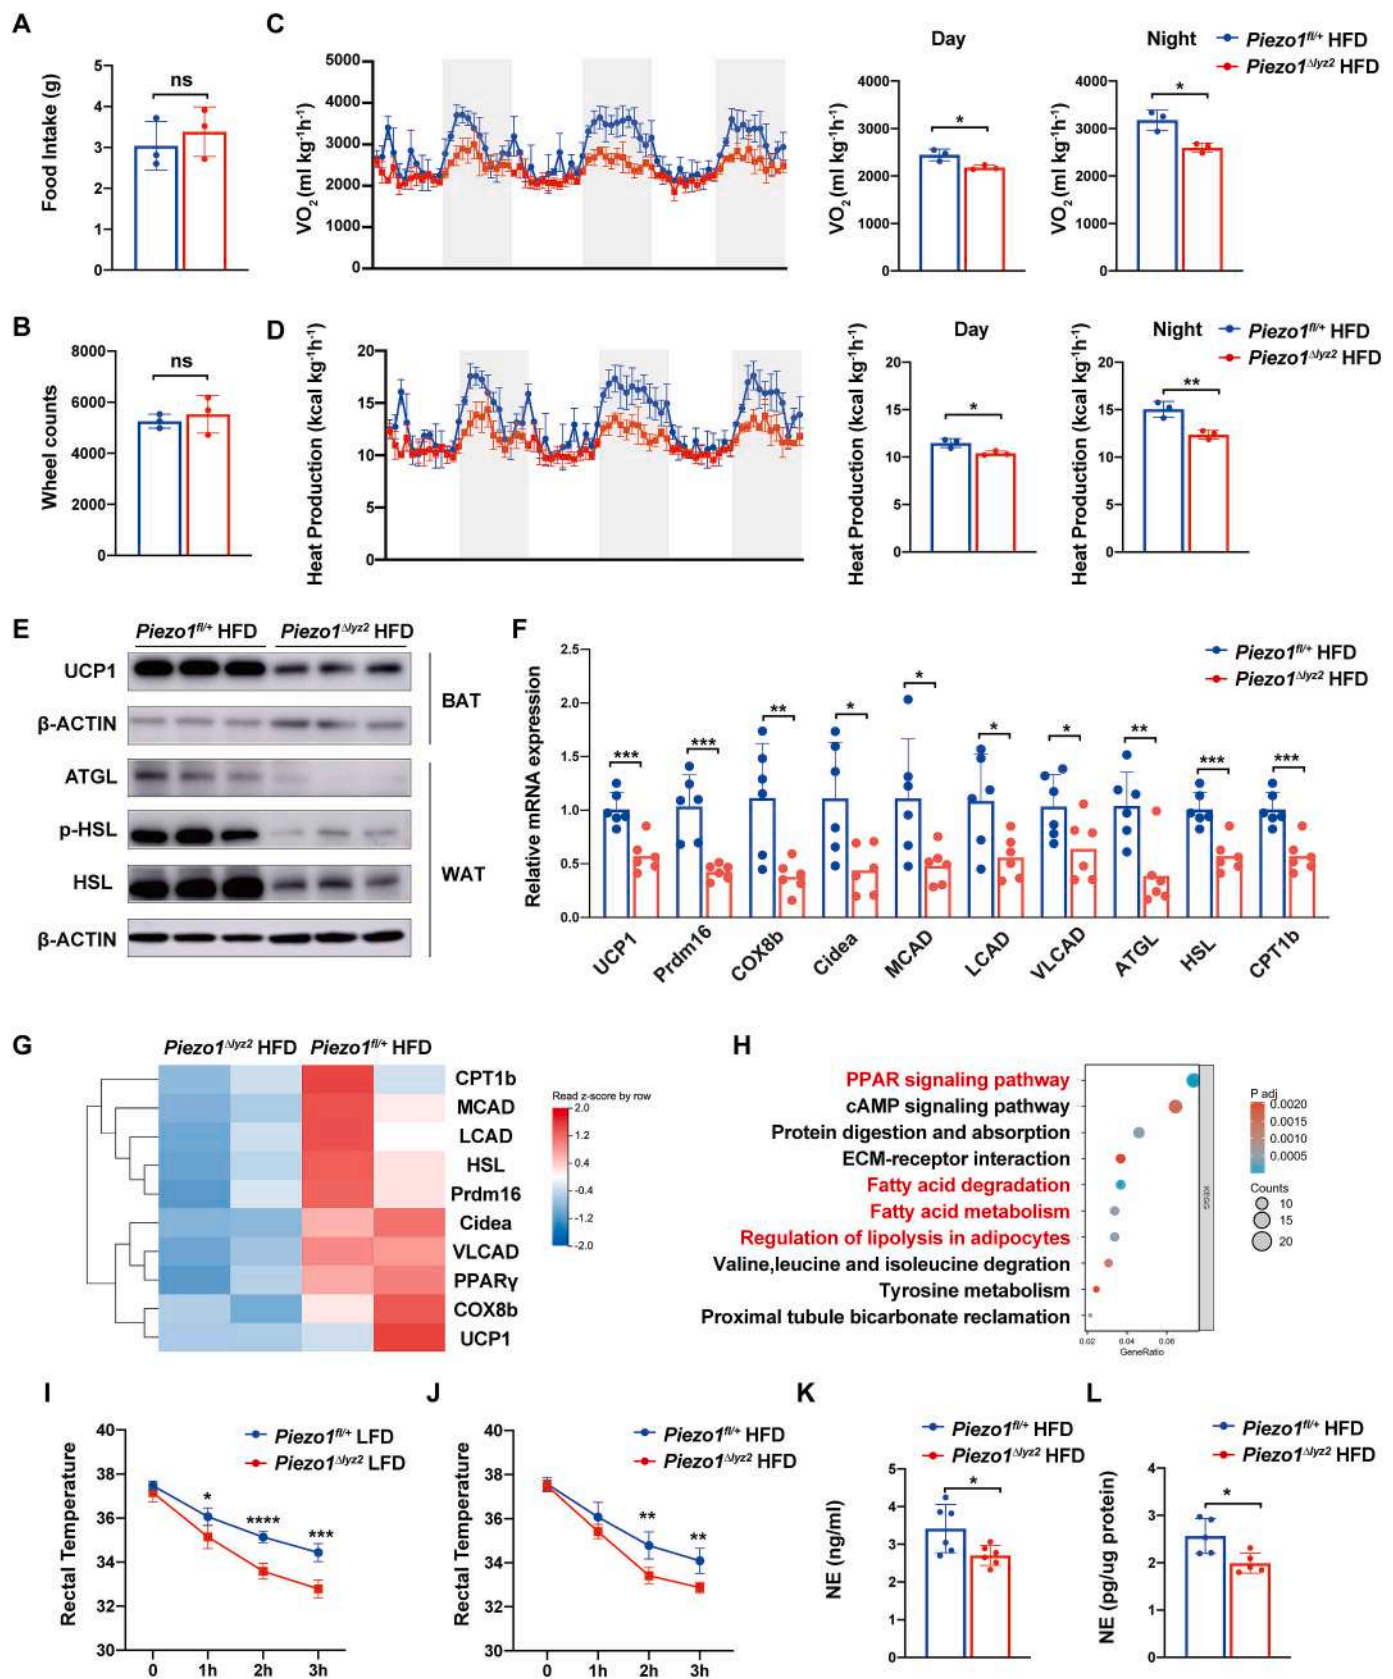 A
Food Intake (g)
5
4
3
2
1
0
ns
C
VO2 (ml kg-1h-1)
5000
4000
3000
2000
1000
0
Day
VO2 (ml kg-1h-1)
4000
3000
2000
1000
0
*
Night
VO2 (ml kg-1h-1)
4000
3000
2000
1000
0
*
Piezo1fl/+ HFD
Piezo1Δlyz2 HFD
B
Wheel counts
8000
6000
4000
2000
0
ns
D
Heat Production (kcal kg-1h-1)
20
15
10
5
0
Day
Heat Production (kcal kg-1h-1)
20
15
10
5
0
*
Night
Heat Production (kcal kg-1h-1)
20
15
10
5
0
**
Piezo1fl/+ HFD
Piezo1Δlyz2 HFD
E
Piezo1fl/+ HFD Piezo1Δlyz2 HFD
UCP1
β-ACTIN
BAT
ATGL
p-HSL
HSL
β-ACTIN
WAT
F
Relative mRNA expression
2.5
2.0
1.5
1.0
0.5
0.0
Piezo1fl/+ HFD
Piezo1Δlyz2 HFD
*** *** ** * * * * ** *** ***
UCP1 Prdm16 COX8b Cidea MCAD LCAD VLCAD ATGL HSL CPT1b
G
Piezo1Δlyz2 HFD Piezo1fl/+ HFD
CPT1b
MCAD
LCAD
HSL
Prdm16
Cidea
VLCAD
PPARγ
COX8b
UCP1
Read z-score by row
2.0
1.2
0.4
-0.4
-1.2
-2.0
H
PPAR signaling pathway
cAMP signaling pathway
Protein digestion and absorption
ECM-receptor interaction
Fatty acid degradation
Fatty acid metabolism
Regulation of lipolysis in adipocytes
Valine,leucine and isoleucine degration
Tyrosine metabolism
Proximal tubule bicarbonate reclamation
0.02 0.04 0.06
GeneRatio
KEGG
P adj
0.0020
0.0015
0.0010
0.0005
Counts
10
15
20
I
Rectal Temperature
40
38
36
34
32
30
Piezo1fl/+ LFD
Piezo1Δlyz2 LFD
* **** ***
0 1h 2h 3h
J
Rectal Temperature
40
38
36
34
32
30
Piezo1fl/+ HFD
Piezo1Δlyz2 HFD
** **
0 1h 2h 3h
K
Piezo1fl/+ HFD
Piezo1Δlyz2 HFD
NE (ng/ml)
5
4
3
2
1
0
*
L
Piezo1fl/+ HFD
Piezo1Δlyz2 HFD
NE (pg/ug protein)
4
3
2
1
0
*